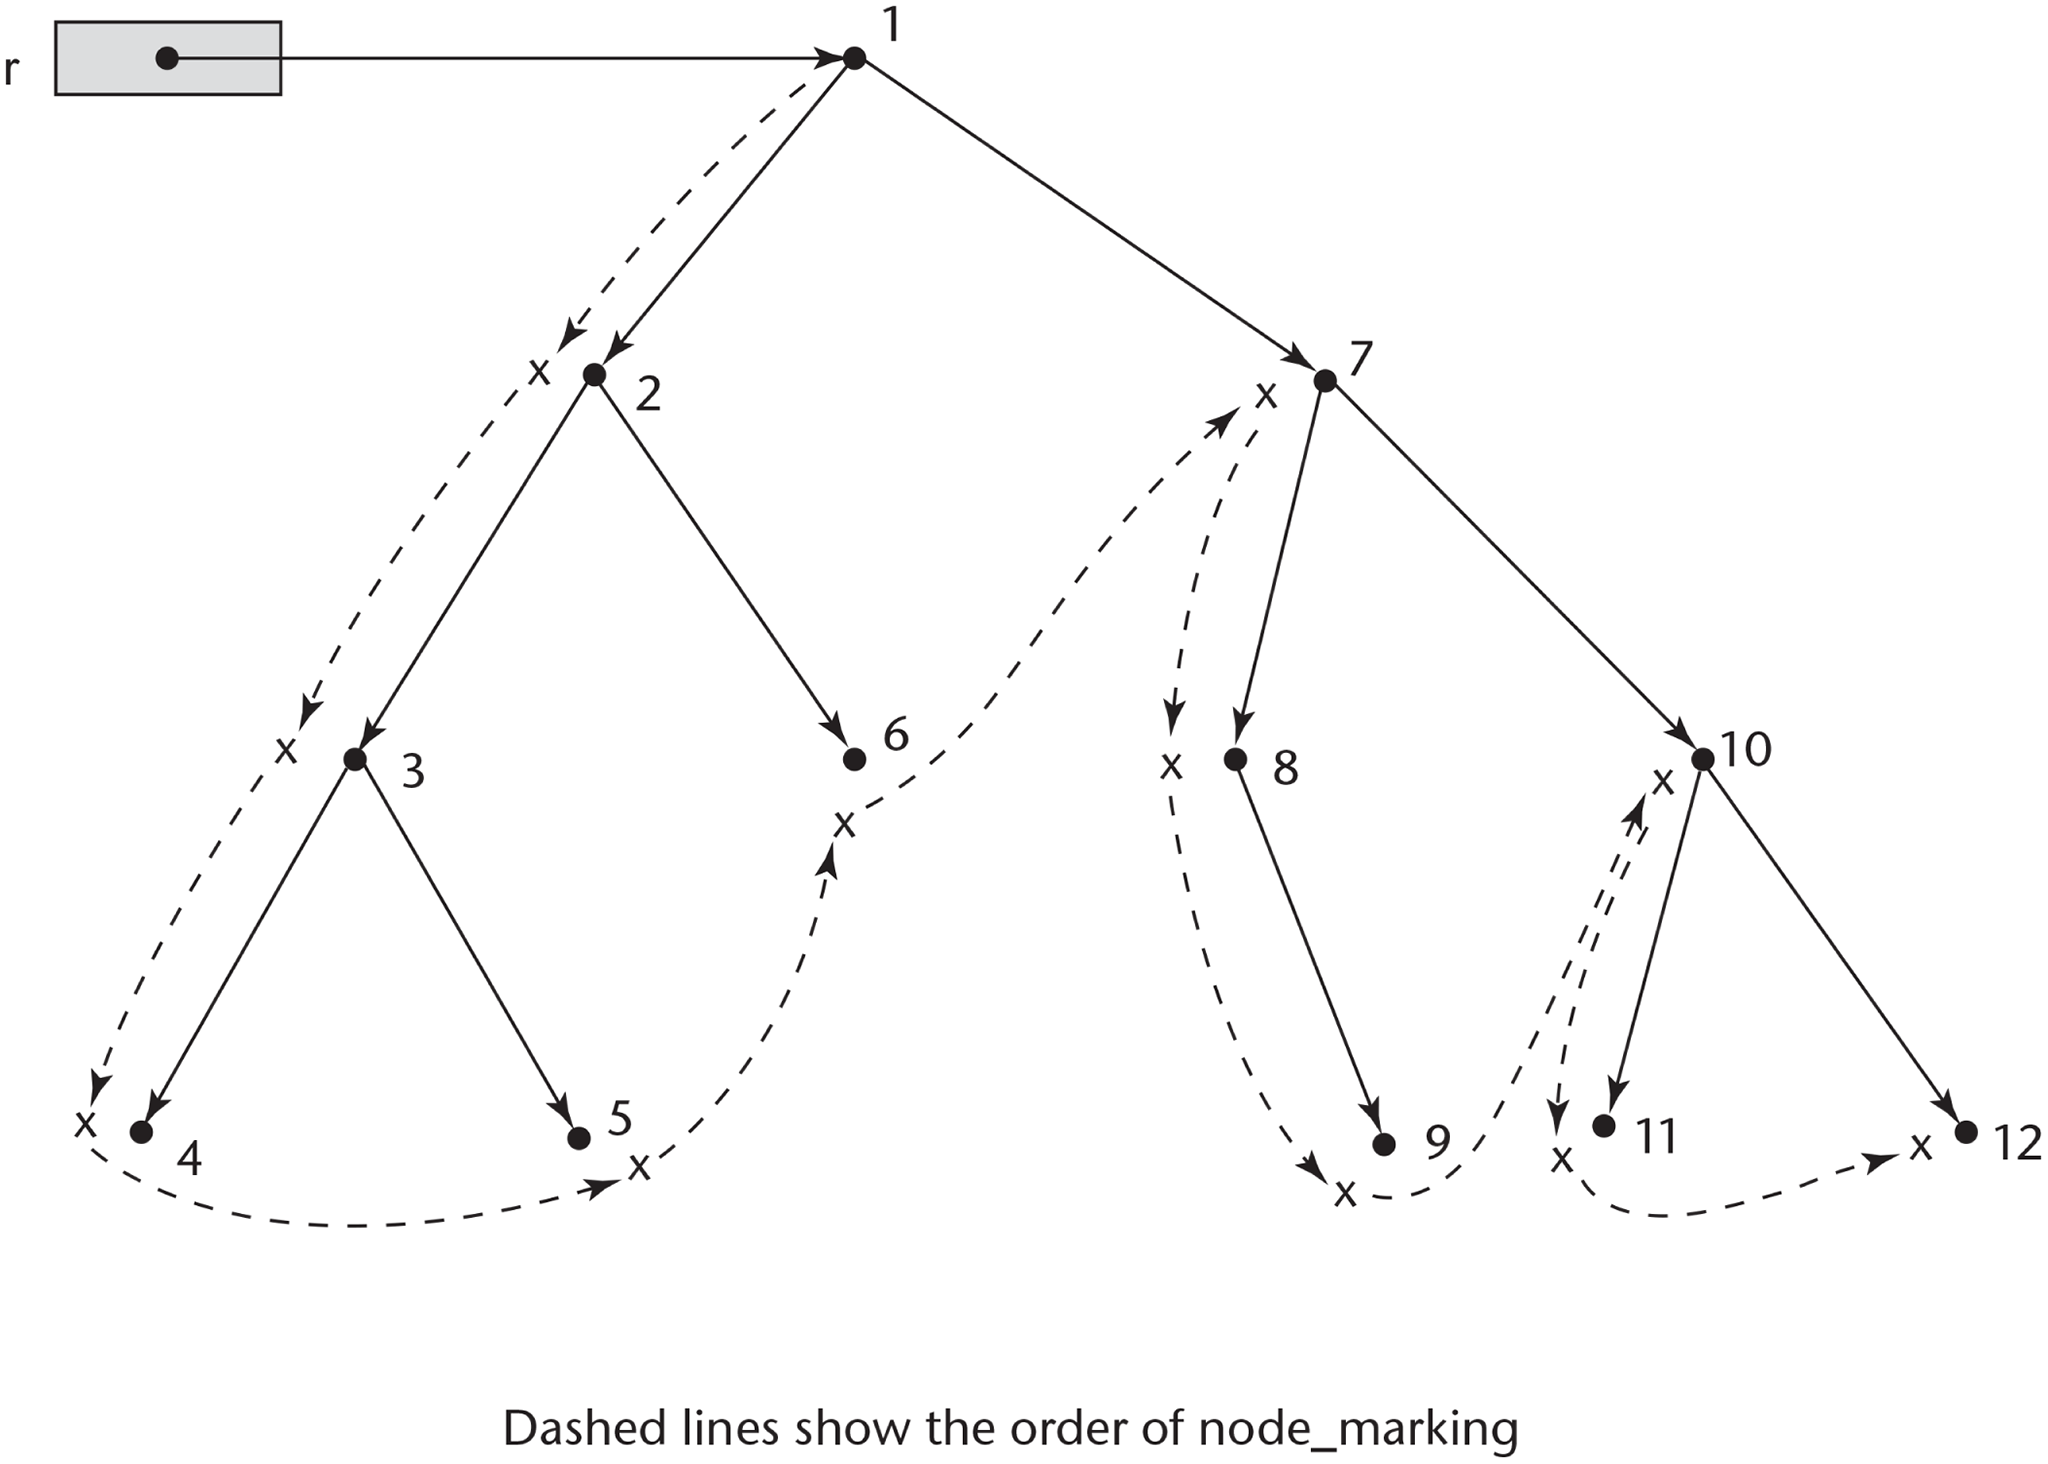 1
r
7
2
6
10
3
8
5
11
9
12
4
x
x
x
x
x
x
x
x
x
x
x
Dashed lines show the order of node_marking